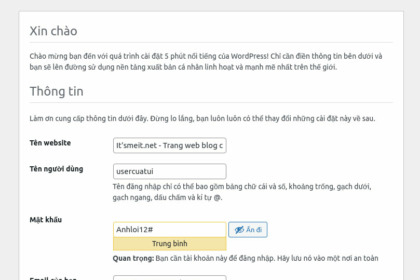 Xin chào
Chào mừng bạn đến với quá trình cài đặt 5 phút nổi tiếng của WordPress! Chỉ cần điền thông tin bên dưới và
bạn sẽ lên đường sử dụng nền tảng xuất bản cá nhân linh hoạt và mạnh mẽ nhất trên thế giới.
Thông tin
Làm ơn cung cấp thông tin dưới đây. Đừng lo lắng, bạn luôn luôn có thể thay đổi những cài đặt này về sau.
Tên website
It'smeit.net - Trang web blog c
Tên người dùng
usercuatui
Tên đăng nhập chỉ có thể bao gồm bảng chữ cái và số, khoảng trống, gạch dưới,
gạch ngang, dấu chấm và kí tự @.
Mật khẩu
Anhloi12#
Ẩn đi
Trung bình
Quan trọng: Bạn cần tài khoản này để đăng nhập. Hãy lưu nó vào một nơi an toàn